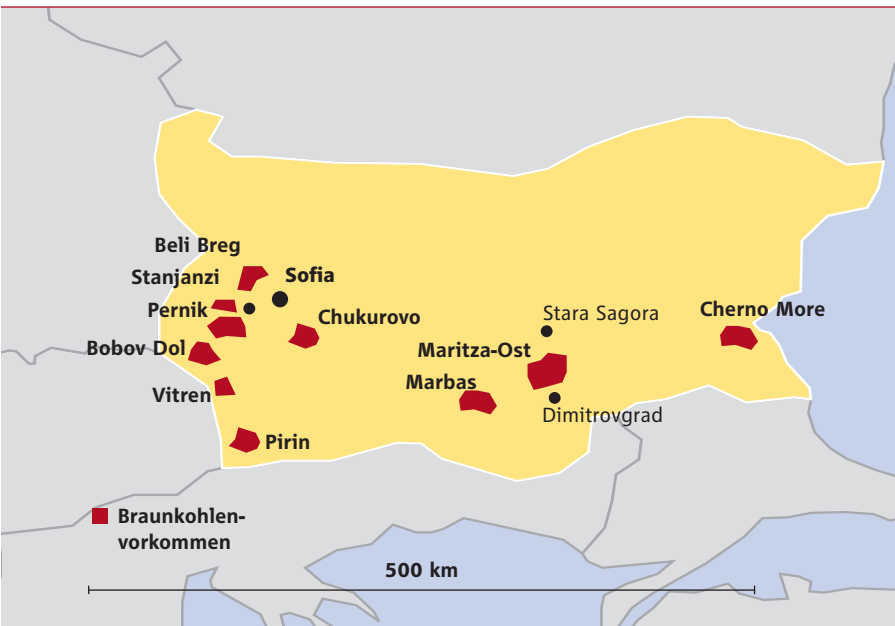 Beli Breg
Stanjanzi
Sofia
Pernik
Chukurovo
Stara Sagora
Cherno More
Bobov Dol
Maritza-Ost
Marbas
Vitren
Dimitrovgrad
Pirin
Braunkohlen-
vorkommen
500 km